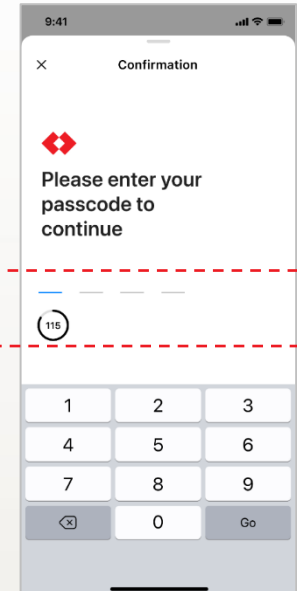 9:41
Confirmation
Please enter your
passcode to
continue
115
1 2 3
4 5 6
7 8 9
0 Go